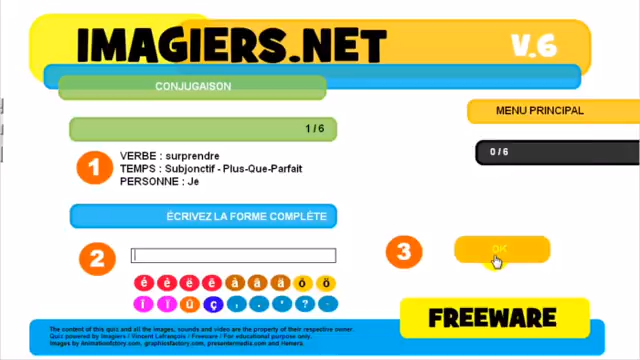 IMAGIERS.NET
V.6
CONJUGAISON
MENU PRINCIPAL
1/6
0/6
1
VERBE : surprendre
TEMPS : Subjonctif - Plus-Que-Parfait
PERSONNE : Je
ÉCRIVEZ LA FORME COMPLÈTE
2
3
OK
FREEWARE
The content of this quiz and all the images, sounds and video are the property of their respective owner.
Quiz powered by Imagiers / Vincent Lefrançois / Freeware / For educational purpose only.
Images by Animationfactory.com, graphicsfactory.com, presentermedia.com and Hemera.